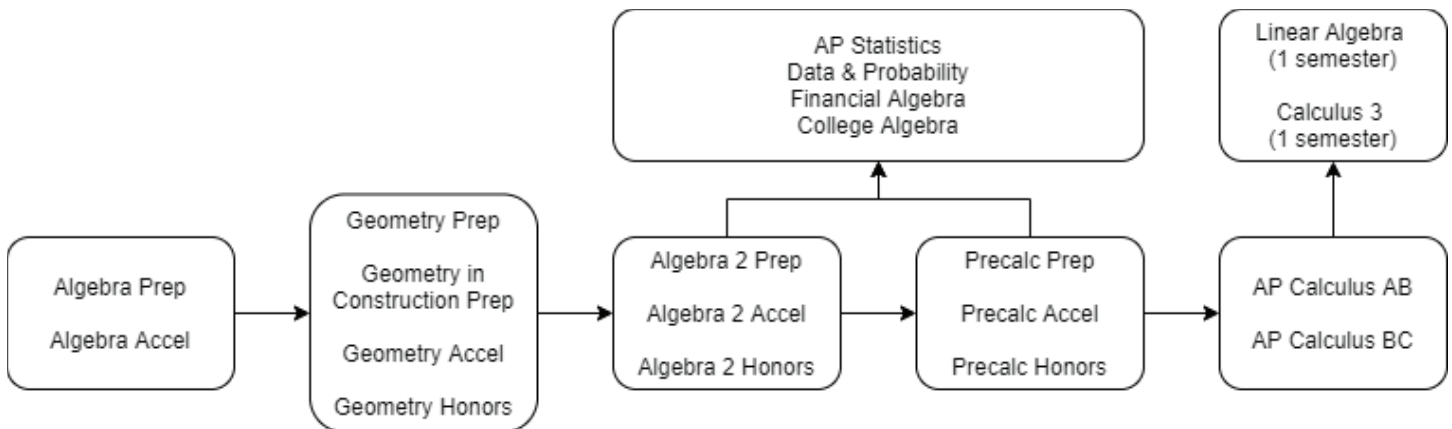 AP Statistics
Data & Probability
Financial Algebra
College Algebra
Linear Algebra
(1 semester)
Calculus 3
(1 semester)
Algebra Prep
Algebra Accel
Geometry Prep
Geometry in
Construction Prep
Geometry Accel
Geometry Honors
Algebra 2 Prep
Algebra 2 Accel
Algebra 2 Honors
Precalc Prep
Precalc Accel
Precalc Honors
AP Calculus AB
AP Calculus BC